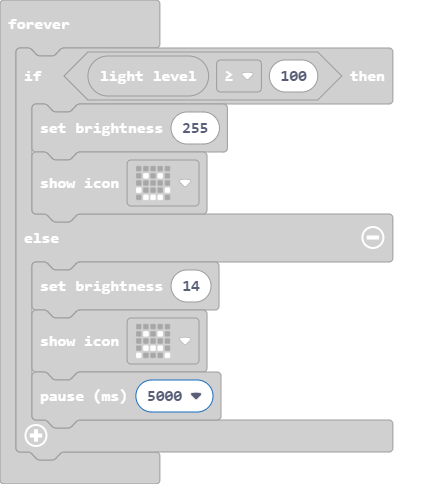 forever
if light level ≥ 100 then
set brightness 255
show icon
else
set brightness 14
show icon
pause (ms) 5000